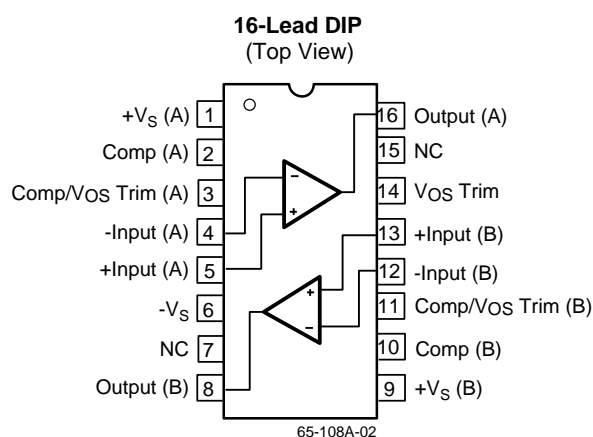 16-Lead DIP
(Top View)
+VS (A) 1
Comp (A) 2
Comp/VOS Trim (A) 3
-Input (A) 4
+Input (A) 5
-VS 6
NC 7
Output (B) 8
16 Output (A)
15 NC
14 VOS Trim
13 +Input (B)
12 -Input (B)
11 Comp/VOS Trim (B)
10 Comp (B)
9 +VS (B)
–
+
+
–
65-108A-02